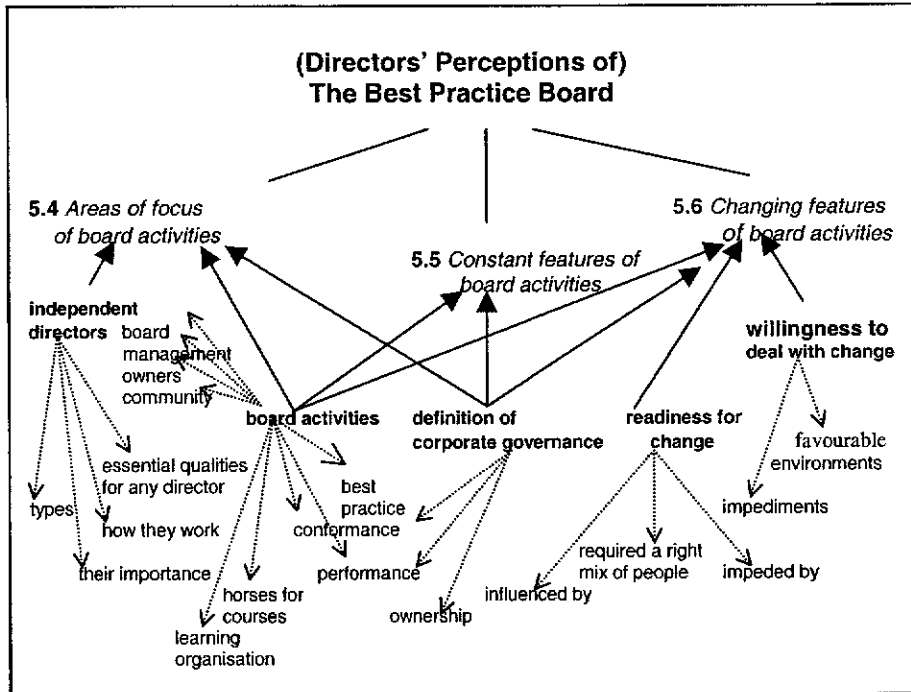 (Directors' Perceptions of)
The Best Practice Board
5.4 Areas of focus
of board activities
5.5 Constant features of
board activities
5.6 Changing features
of board activities
independent
directors
board
management
owners
community
willingness to
deal with change
board activities
definition of
corporate governance
readiness for
change
favourable
environments
impediments
essential qualities
for any director
types
how they work
their importance
best
practice
conformance
performance
horses for
courses
learning
organisation
ownership
influenced by
required a right
mix of people
impeded by